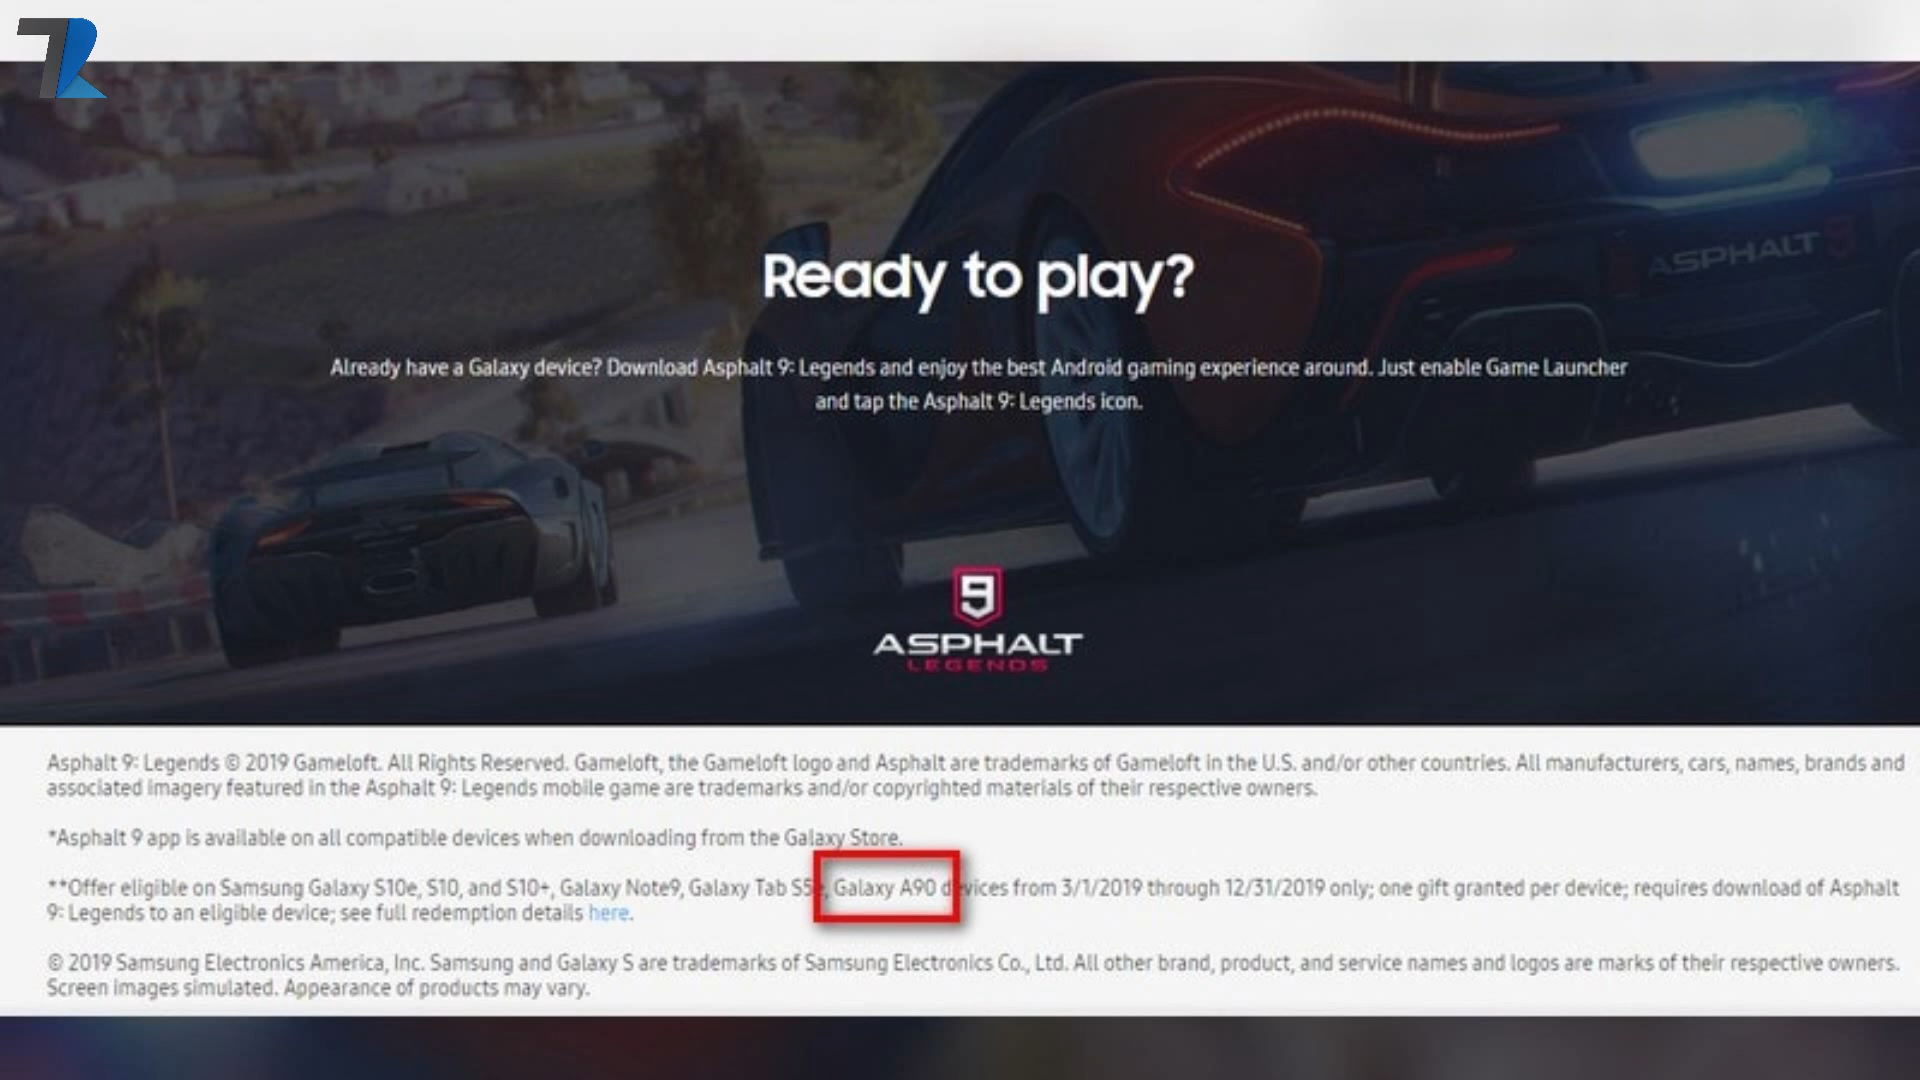 ASPHALT 9
Ready to play?
Already have a Galaxy device? Download Asphalt 9: Legends and enjoy the best Android gaming experience around. Just enable Game Launcher
and tap the Asphalt 9: Legends icon.
9
ASPHALT
LEGENDS
Asphalt 9: Legends © 2019 Gameloft. All Rights Reserved. Gameloft, the Gameloft logo and Asphalt are trademarks of Gameloft in the U.S. and/or other countries. All manufacturers, cars, names, brands and
associated imagery featured in the Asphalt 9: Legends mobile game are trademarks and/or copyrighted materials of their respective owners.
*Asphalt 9 app is available on all compatible devices when downloading from the Galaxy Store.
**Offer eligible on Samsung Galaxy S10e, S10, and S10+, Galaxy Note9, Galaxy Tab S5e, Galaxy A90 devices from 3/1/2019 through 12/31/2019 only; one gift granted per device; requires download of Asphalt
9: Legends to an eligible device; see full redemption details here.
© 2019 Samsung Electronics America, Inc. Samsung and Galaxy S are trademarks of Samsung Electronics Co., Ltd. All other brand, product, and service names and logos are marks of their respective owners.
Screen images simulated. Appearance of products may vary.